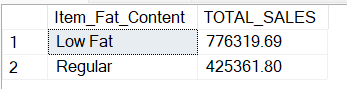 Item_Fat_Content TOTAL_SALES
1 Low Fat 776319.69
2 Regular 425361.80